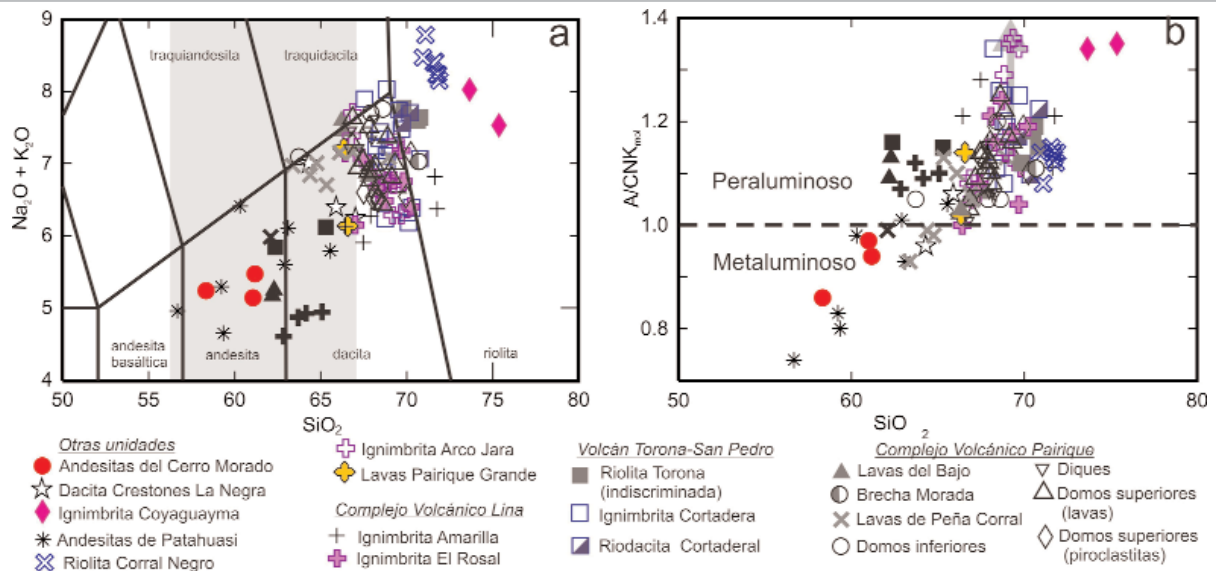 a
b
traquiandesita
traquidacita
andesita
basáltica
andesita
dacita
riolita
Na₂O + K₂O
9
8
7
6
5
4
50
55
60
65
70
75
80
SiO₂
Peraluminoso
Metaluminoso
A/CNKmol
1.4
1.2
1.0
0.8
50
60
70
80
SiO
2
Otras unidades
Andesitas del Cerro Morado
Dacita Crestones La Negra
Ignimbrita Coyaguayma
Andesitas de Patahuasi
Riolita Corral Negro
Ignimbrita Arco Jara
Lavas Pairique Grande
Complejo Volcánico Lina
Ignimbrita Amarilla
Ignimbrita El Rosal
Volcán Torona-San Pedro
Riolita Torona
(indiscriminada)
Ignimbrita Cortadera
Riodacita Cortaderal
Complejo Volcánico Pairique
Lavas del Bajo
Brecha Morada
Lavas de Peña Corral
Domos inferiores
Diques
Domos superiores
(lavas)
Domos superiores
(piroclastitas)